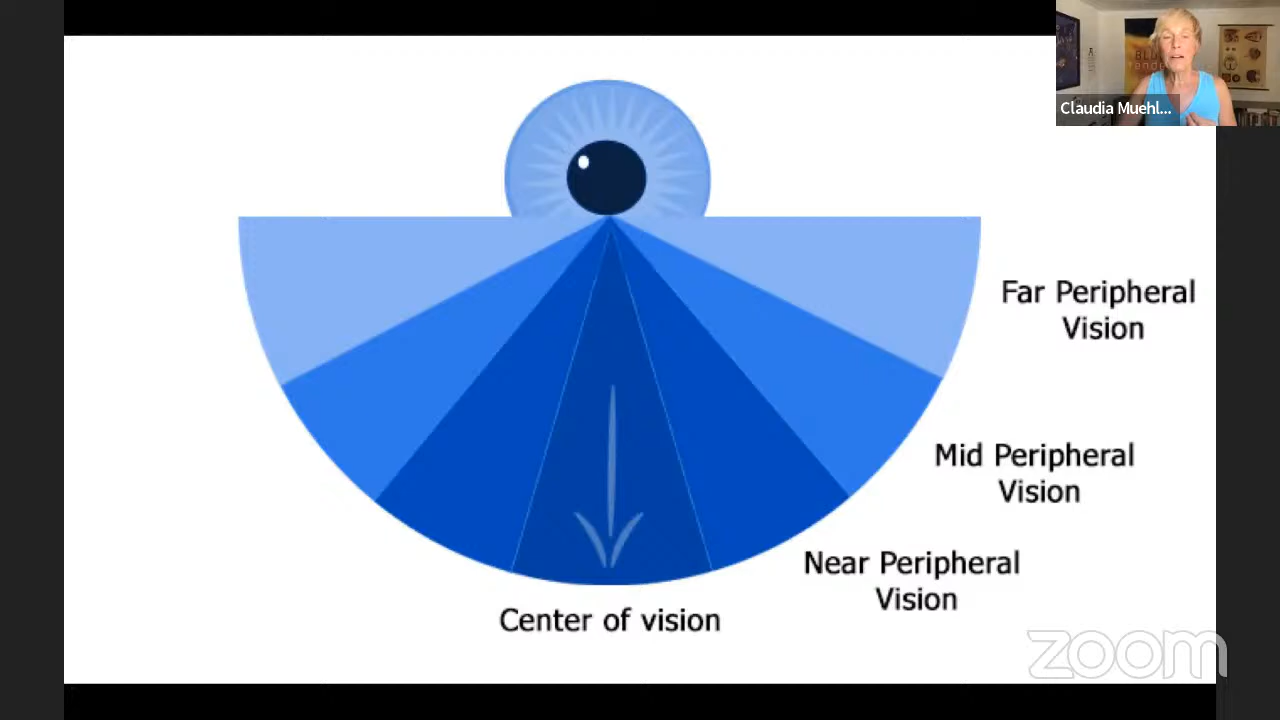 Claudia Muehl...
Far Peripheral
Vision
Mid Peripheral
Vision
Near Peripheral
Vision
Center of vision
zoom